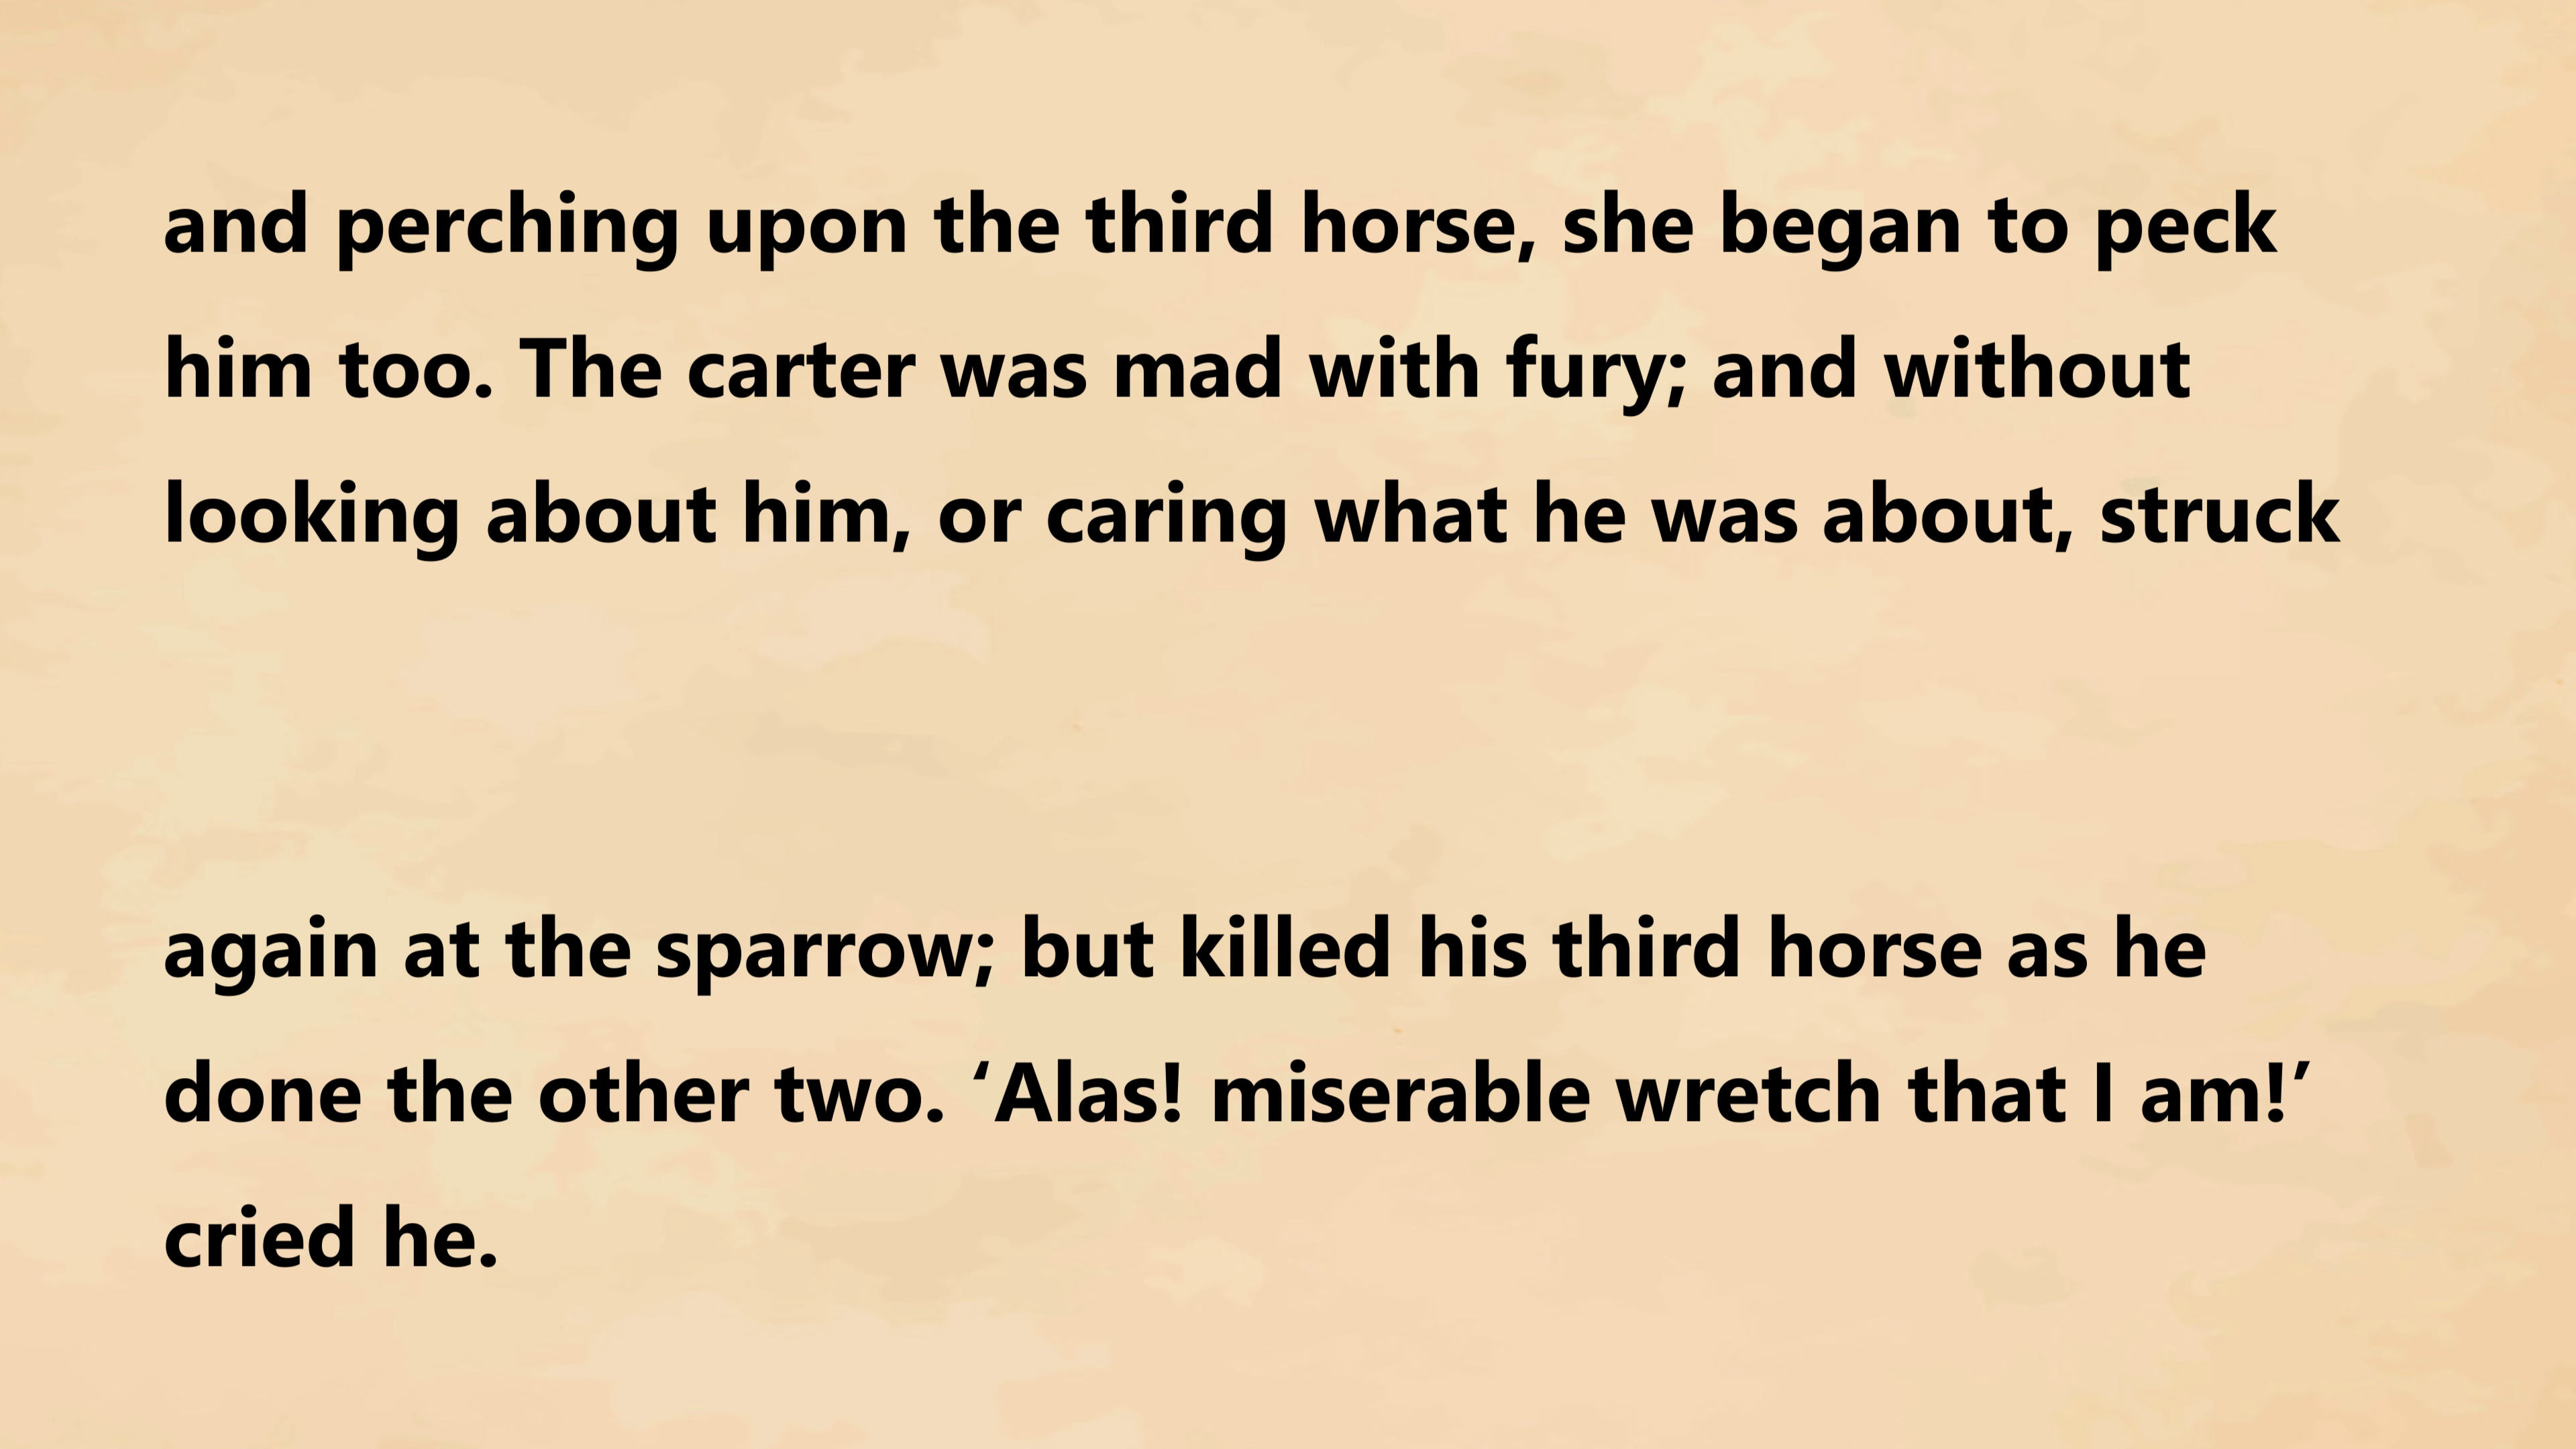 and perching upon the third horse, she began to peck
him too. The carter was mad with fury; and without
looking about him, or caring what he was about, struck
again at the sparrow; but killed his third horse as he
done the other two. ‘Alas! miserable wretch that I am!’
cried he.